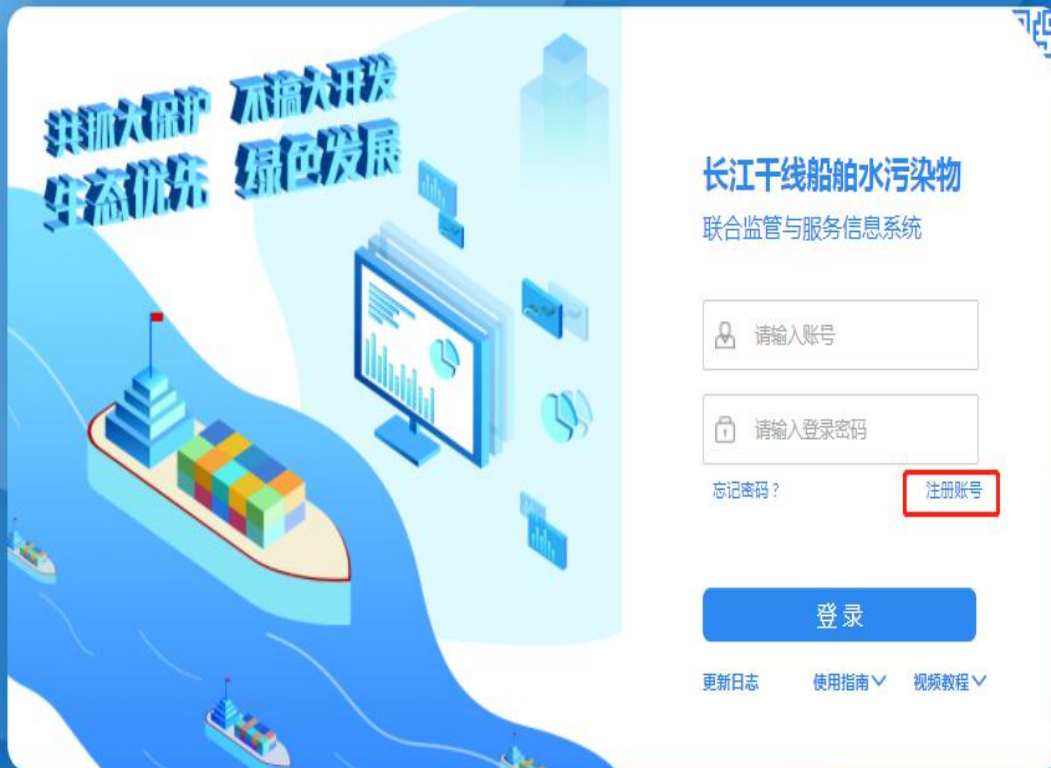 共抓大保护 不搞大开发
生态优先 绿色发展
长江干线船舶水污染物
联合监管与服务信息系统
请输入账号
请输入登录密码
忘记密码？ 注册账号
登录
更新日志 使用指南 视频教程